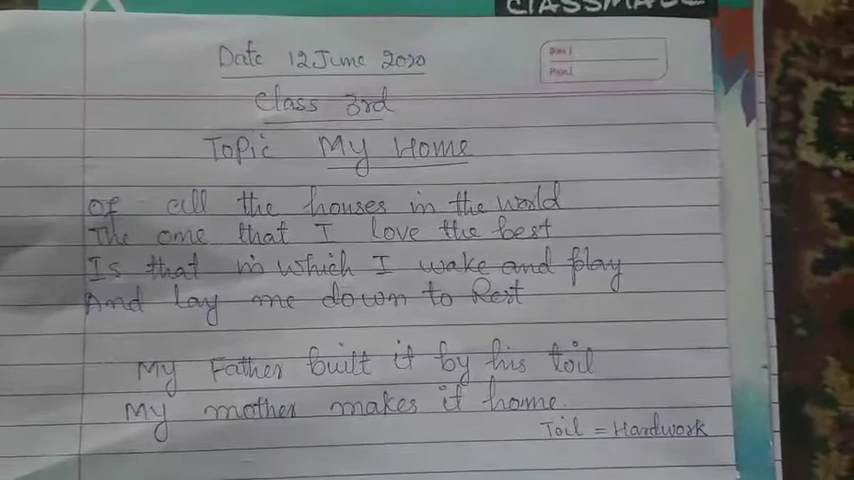 CLASSMATE
Date 12 June 2020
Class 3rd
Topic My Home
Of all the houses in the world
The one that I love the best
Is that in which I wake and play
And lay me down to Rest
My Father built it by his toil
My mother makes it home.
Toil = Hardwork